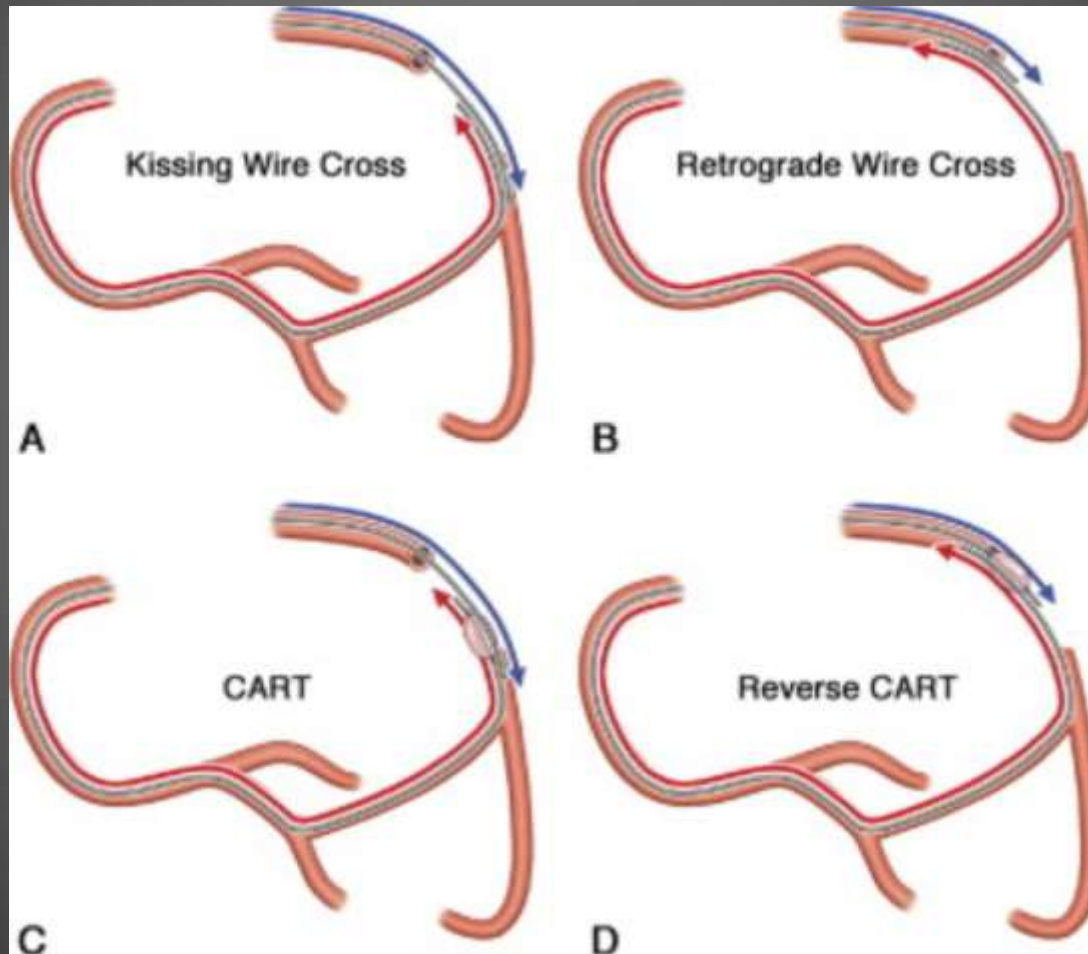 Kissing Wire Cross
A
Retrograde Wire Cross
B
CART
C
Reverse CART
D